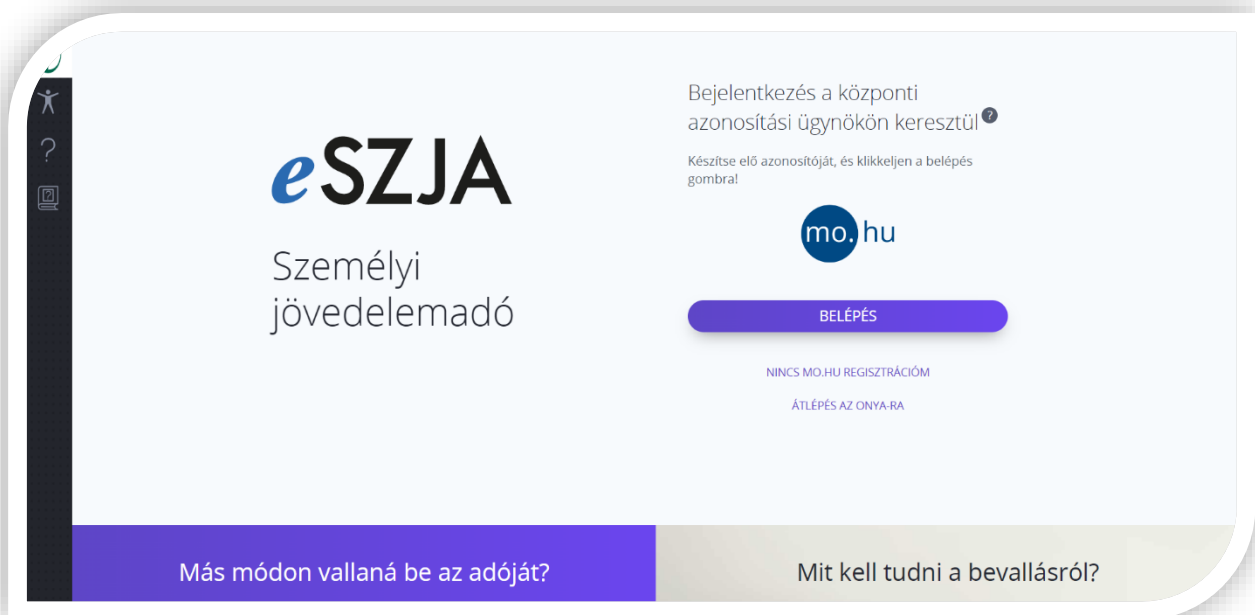 eSZJA
Személyi
jövedelemadó
Bejelentkezés a központi
azonosítási ügynökön keresztül ?
Készítse elő azonosítóját, és klikkeljen a belépés
gombra!
mo.hu
BELÉPÉS
NINCS MO.HU REGISZTRÁCIÓM
ÁTLÉPÉS AZ ONYA-RA
Más módon vallaná be az adóját?
Mit kell tudni a bevallásról?